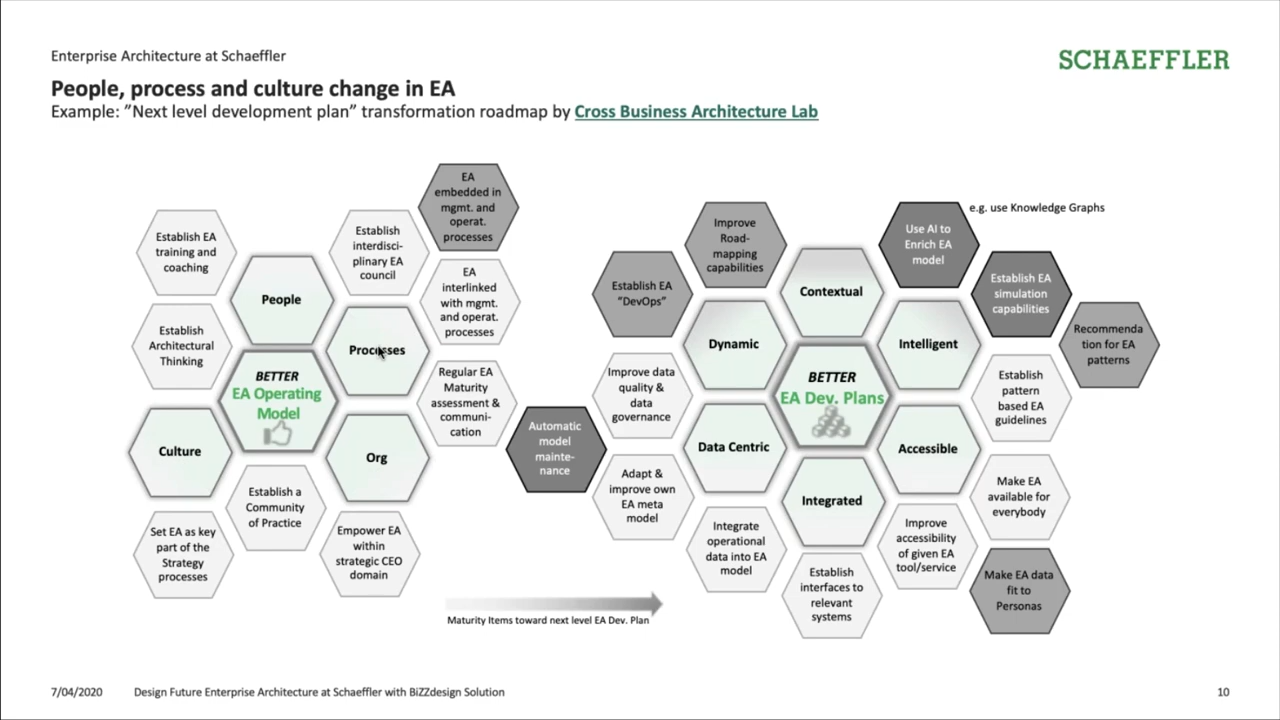 Enterprise Architecture at Schaeffler
SCHAEFFLER
People, process and culture change in EA
Example: ”Next level development plan” transformation roadmap by Cross Business Architecture Lab
EA
embedded in
mgmt. and
operat.
processes
Establish EA
training and
coaching
Establish
interdisci-
plinary EA
council
People
EA
interlinked
with mgmt.
and operat.
processes
Establish
Architectural
Thinking
Processes
BETTER
EA Operating
Model
Regular EA
Maturity
assessment &
communi-
cation
Culture
Org
Establish a
Community
of Practice
Set EA as key
part of the
Strategy
processes
Empower EA
within
strategic CEO
domain
Automatic
model
mainte-
nance
Improve
Road-
mapping
capabilities
Use AI to
Enrich EA
model
e.g. use Knowledge Graphs
Establish EA
“DevOps”
Contextual
Establish EA
simulation
capabilities
Dynamic
Intelligent
Recommenda
tion for EA
patterns
Improve data
quality &
data
governance
BETTER
EA Dev. Plans
Establish
pattern
based EA
guidelines
Data Centric
Accessible
Adapt &
improve own
EA meta
model
Integrated
Make EA
available for
everybody
Integrate
operational
data into EA
model
Improve
accessibility
of given EA
tool/service
Establish
interfaces to
relevant
systems
Make EA data
fit to
Personas
Maturity Items toward next level EA Dev. Plan
7/04/2020
Design Future Enterprise Architecture at Schaeffler with BiZZdesign Solution
10